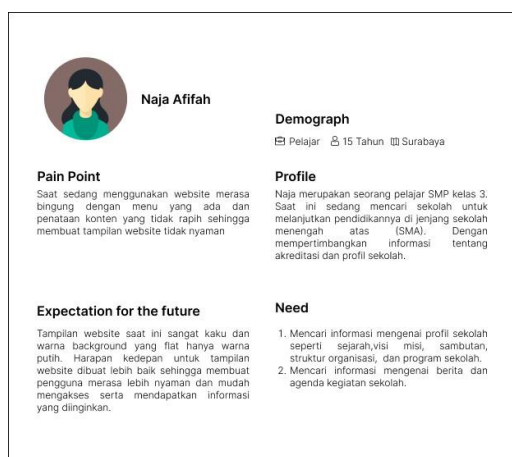 Naja Afifah
Demograph
Pelajar 15 Tahun Surabaya
Pain Point
Saat sedang menggunakan website merasa
bingung dengan menu yang ada dan
penataan konten yang tidak rapih sehingga
membuat tampilan website tidak nyaman
Profile
Naja merupakan seorang pelajar SMP kelas 3.
Saat ini sedang mencari sekolah untuk
melanjutkan pendidikannya di jenjang sekolah
menengah atas (SMA). Dengan
mempertimbangkan informasi tentang
akreditasi dan profil sekolah.
Expectation for the future
Tampilan website saat ini sangat kaku dan
warna background yang flat hanya warna
putih. Harapan kedepan untuk tampilan
website dibuat lebih baik sehingga membuat
pengguna merasa lebih nyaman dan mudah
mengakses serta mendapatkan informasi
yang diinginkan.
Need
1. Mencari informasi mengenai profil sekolah
seperti sejarah,visi misi, sambutan,
struktur organisasi, dan program sekolah.
2. Mencari informasi mengenai berita dan
agenda kegiatan sekolah.